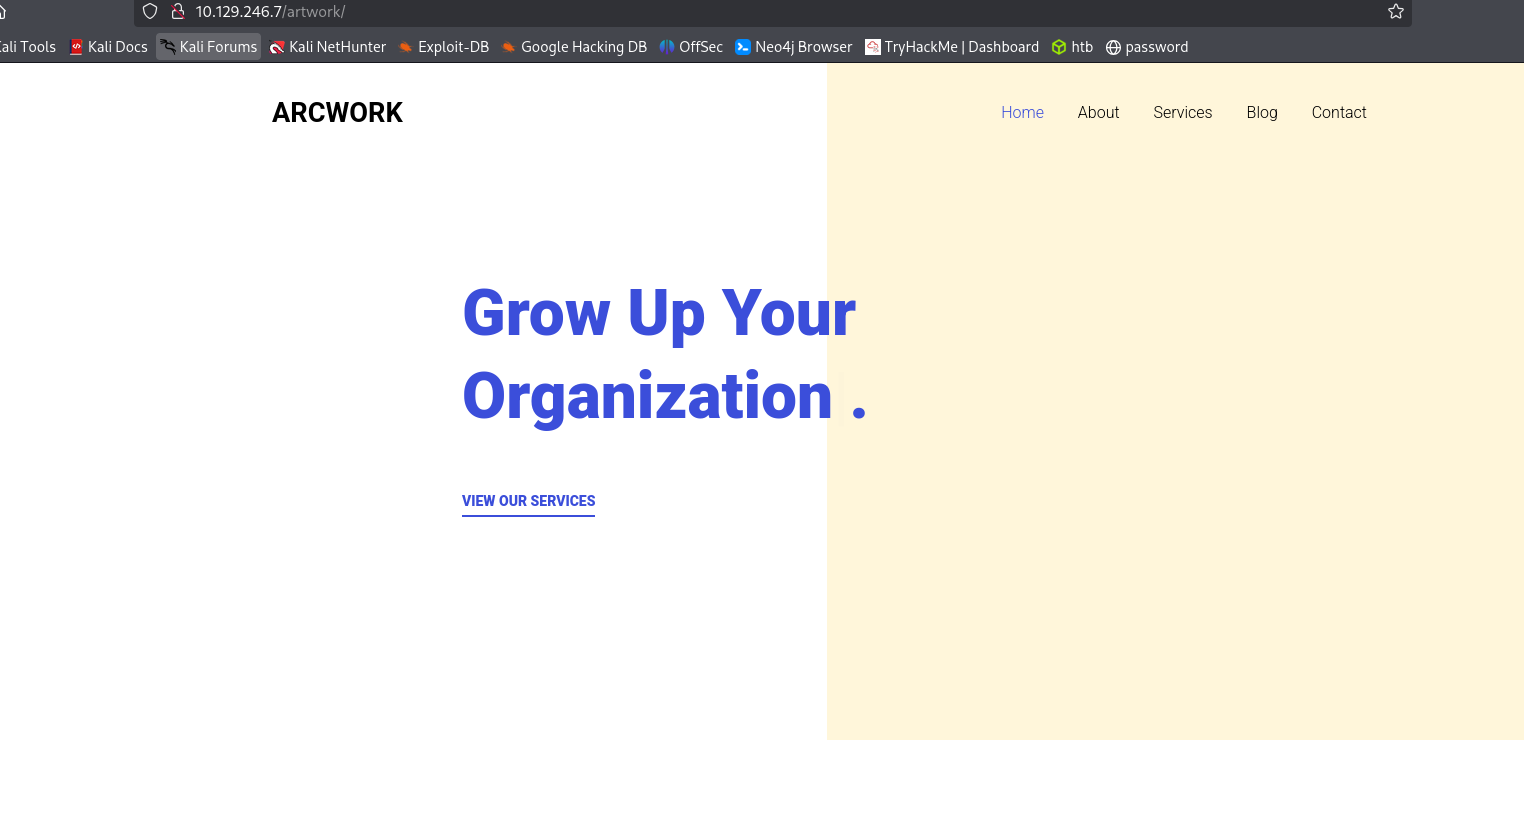 10.129.246.7/artwork/
Kali Tools Kali Docs Kali Forums Kali NetHunter Exploit-DB Google Hacking DB OffSec Neo4j Browser TryHackMe | Dashboard htb password
ARCWORK Home About Services Blog Contact
Grow Up Your
Organization .
VIEW OUR SERVICES